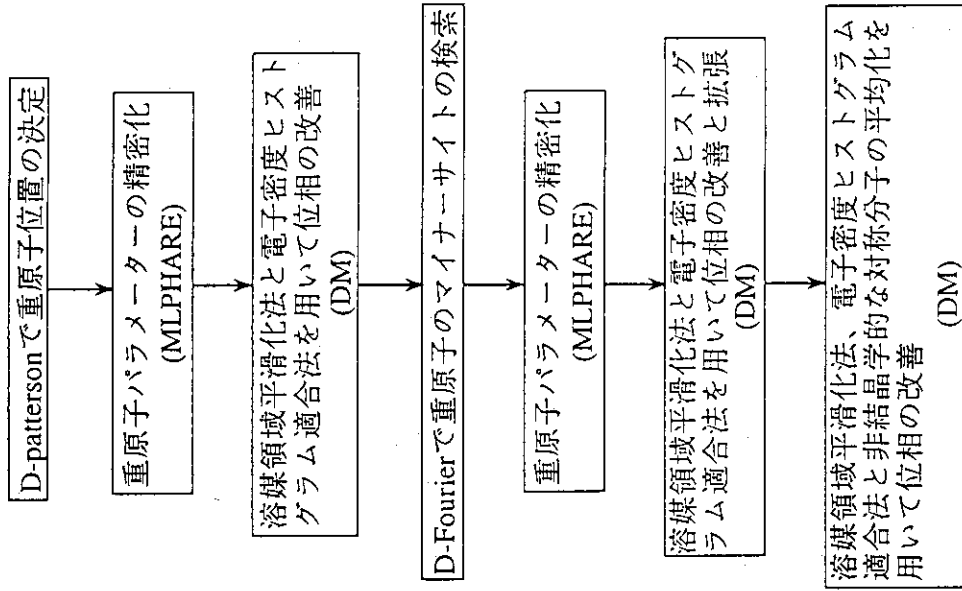 D-pattersonで重原子位置の決定
重原子パラメーターの精密化
(MLPHARE)
溶媒領域平滑化法と電子密度ヒスト
グラム適合法を用いて位相の改善
(DM)
D-Fourierで重原子のマイナーサイトの検索
重原子パラメーターの精密化
(MLPHARE)
溶媒領域平滑化法と電子密度ヒストグ
ラム適合法を用いて位相の改善と拡張
(DM)
溶媒領域平滑化法、電子密度ヒストグラム
適合法と非結晶学的な対称分子の平均化を
用いて位相の改善
(DM)